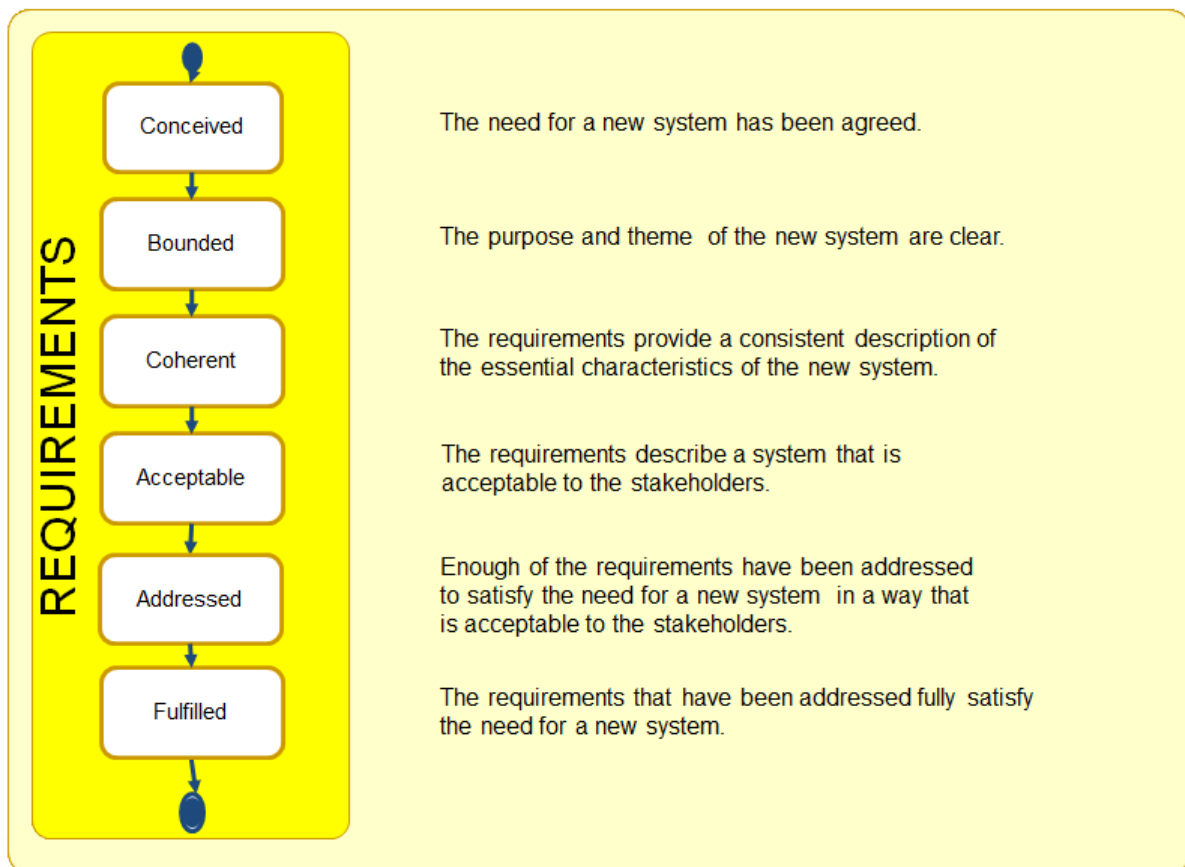 REQUIREMENTS
Conceived
The need for a new system has been agreed.
Bounded
The purpose and theme of the new system are clear.
Coherent
The requirements provide a consistent description of
the essential characteristics of the new system.
Acceptable
The requirements describe a system that is
acceptable to the stakeholders.
Addressed
Enough of the requirements have been addressed
to satisfy the need for a new system in a way that
is acceptable to the stakeholders.
Fulfilled
The requirements that have been addressed fully satisfy
the need for a new system.